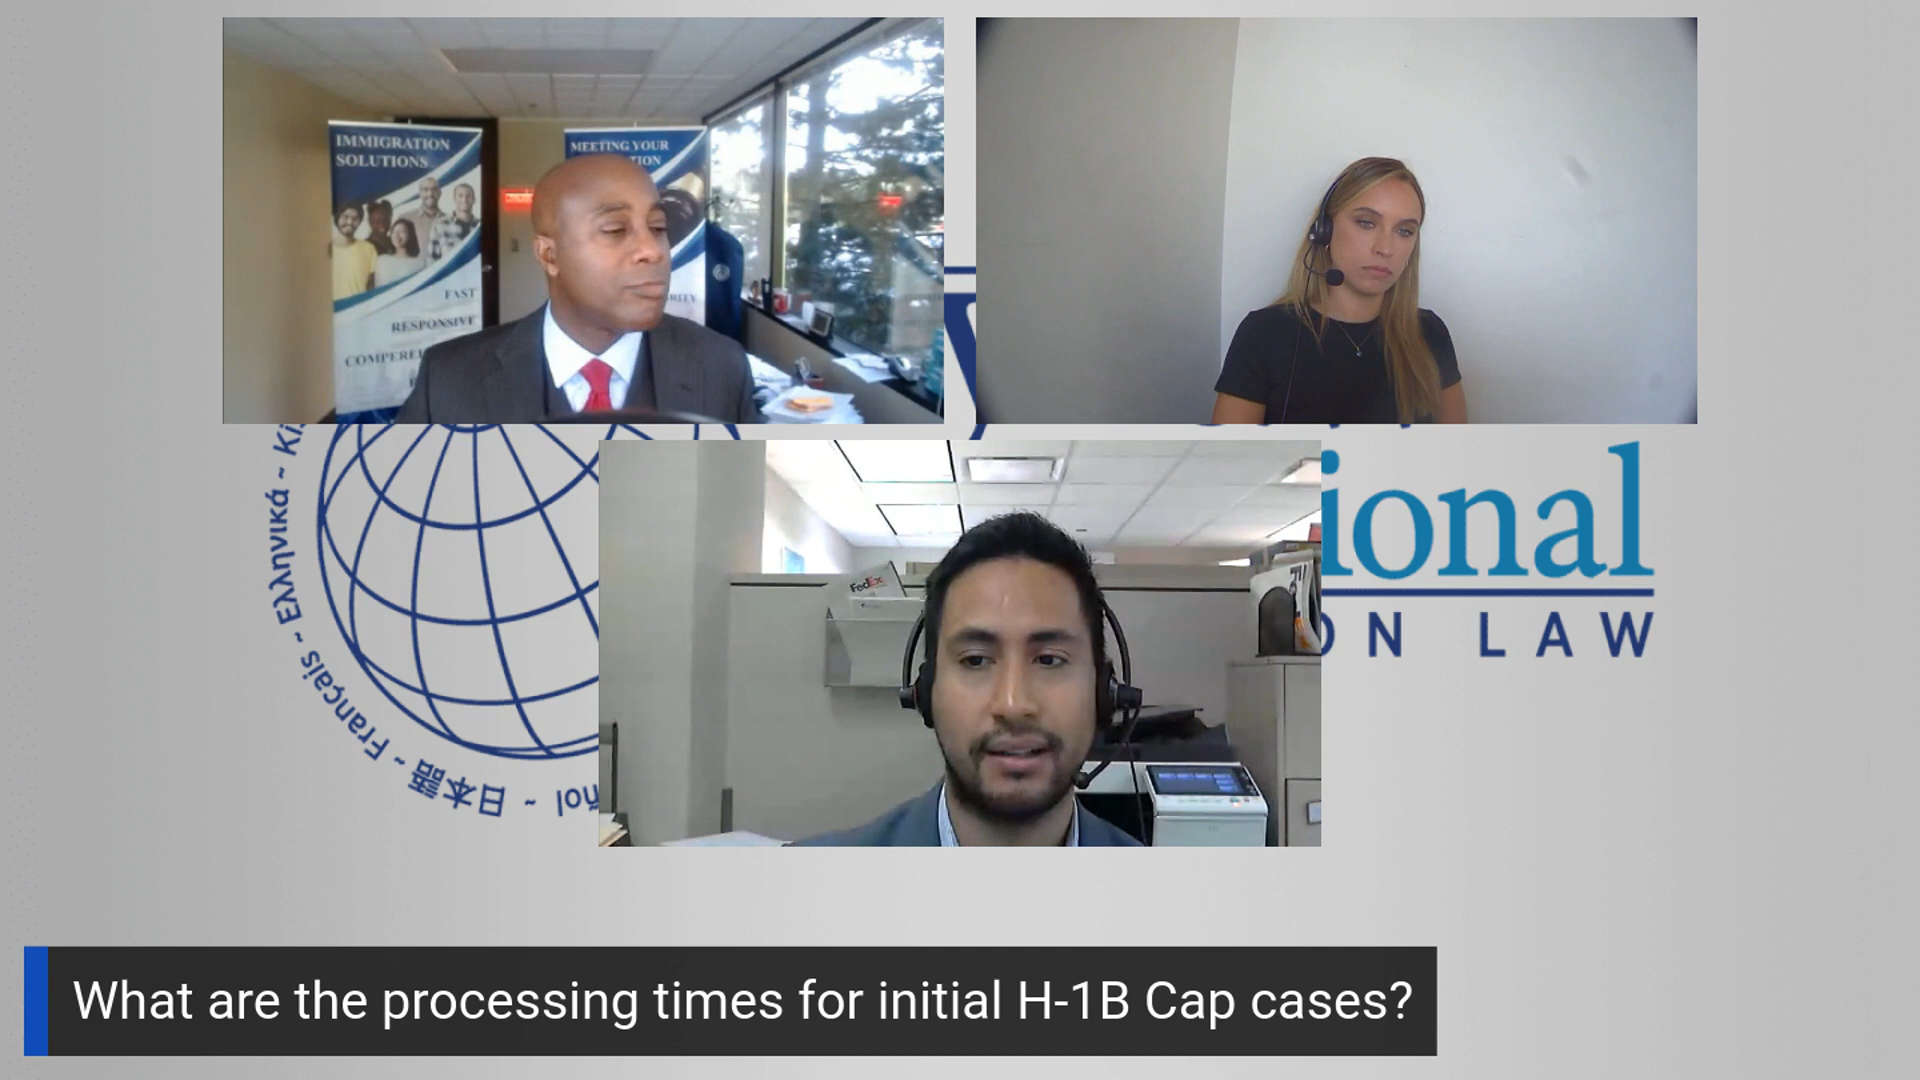 IMMIGRATION
SOLUTIONS
FAST
RESPONSIVE
MEETING YOUR
FedEx
Ελληνικά ~
Français ~
日本語 ~
ional
ON LAW
What are the processing times for initial H-1B Cap cases?